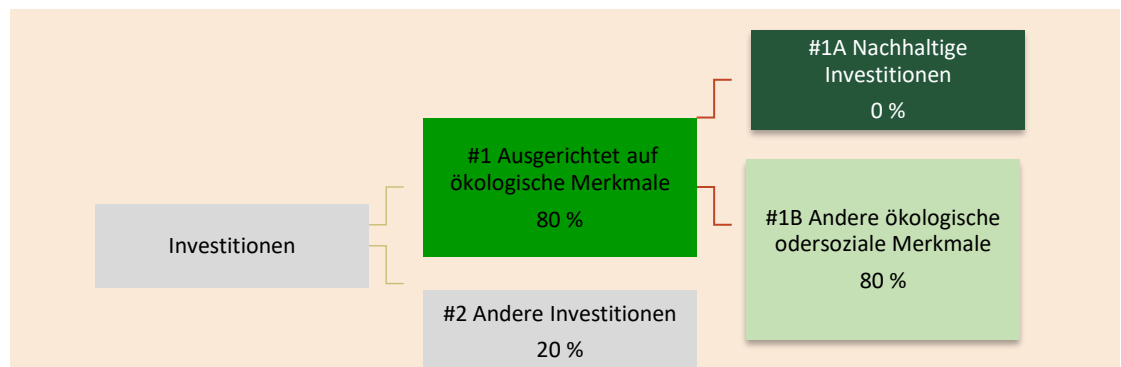 Investitionen
#1 Ausgerichtet auf
ökologische Merkmale
80 %
#2 Andere Investitionen
20 %
#1A Nachhaltige
Investitionen
0 %
#1B Andere ökologische
odersoziale Merkmale
80 %